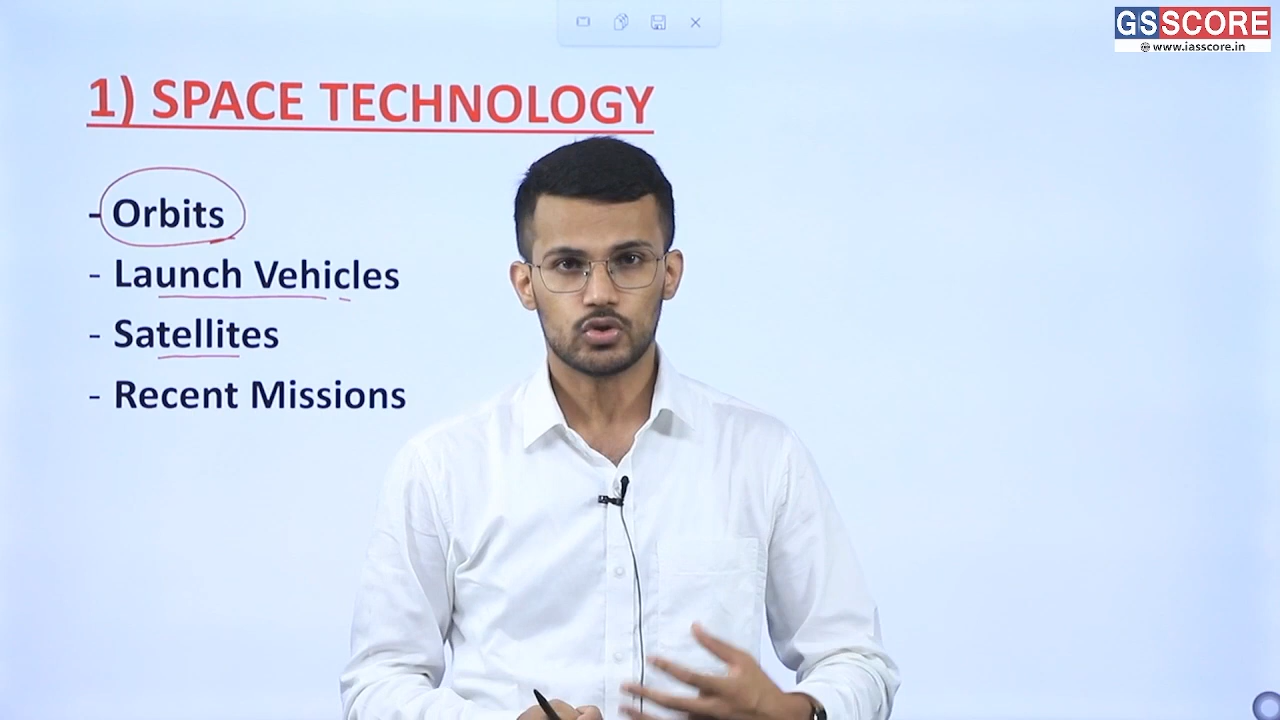 GSSCORE
www.iasscore.in
1) SPACE TECHNOLOGY
- Orbits
- Launch Vehicles
- Satellites
- Recent Missions